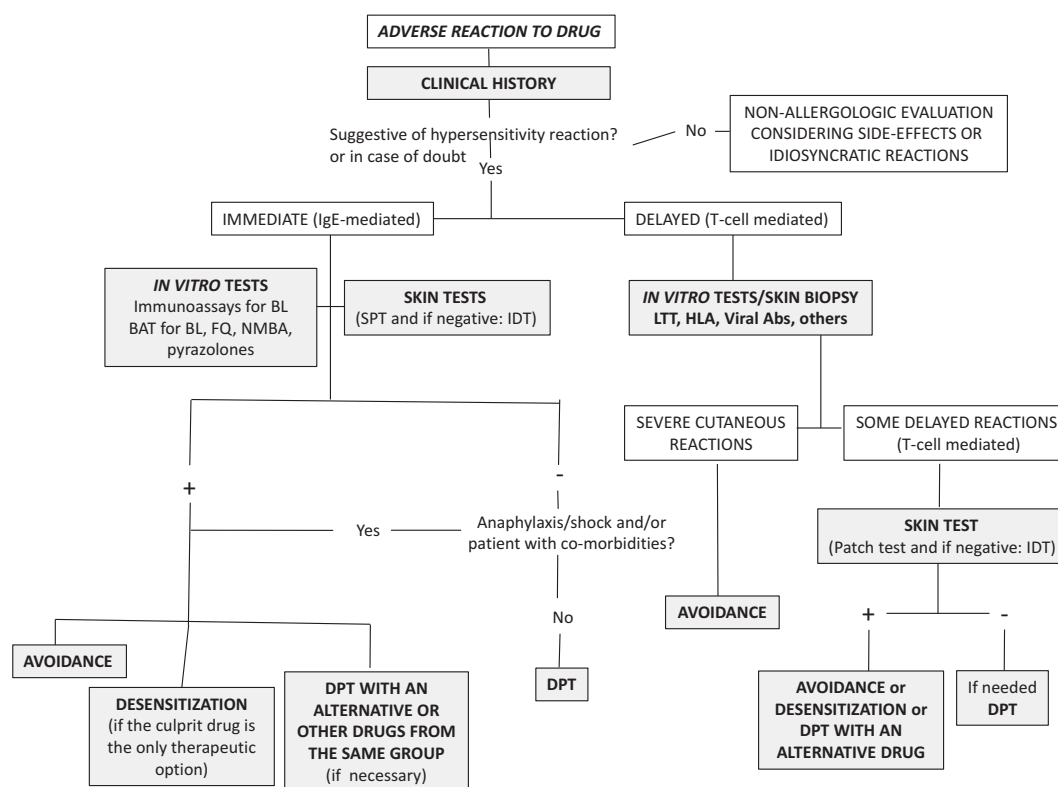 ADVERSE REACTION TO DRUG
CLINICAL HISTORY
Suggestive of hypersensitivity reaction?
or in case of doubt
Yes
No
NON-ALLERGOLOGIC EVALUATION
CONSIDERING SIDE-EFFECTS OR
IDIOSYNCRATIC REACTIONS
IMMEDIATE (IgE-mediated)
DELAYED (T-cell mediated)
IN VITRO TESTS
Immunoassays for BL
BAT for BL, FQ, NMBA,
pyrazolones
SKIN TESTS
(SPT and if negative: IDT)
IN VITRO TESTS/SKIN BIOPSY
LTT, HLA, Viral Abs, others
SEVERE CUTANEOUS
REACTIONS
SOME DELAYED REACTIONS
(T-cell mediated)
+
-
Yes
Anaphylaxis/shock and/or
patient with co-morbidities?
SKIN TEST
(Patch test and if negative: IDT)
No
AVOIDANCE
+
-
AVOIDANCE
DESENSITIZATION
(if the culprit drug is
the only therapeutic
option)
DPT WITH AN
ALTERNATIVE OR
OTHER DRUGS FROM
THE SAME GROUP
(if necessary)
DPT
AVOIDANCE or
DESENSITIZATION or
DPT WITH AN
ALTERNATIVE DRUG
If needed
DPT